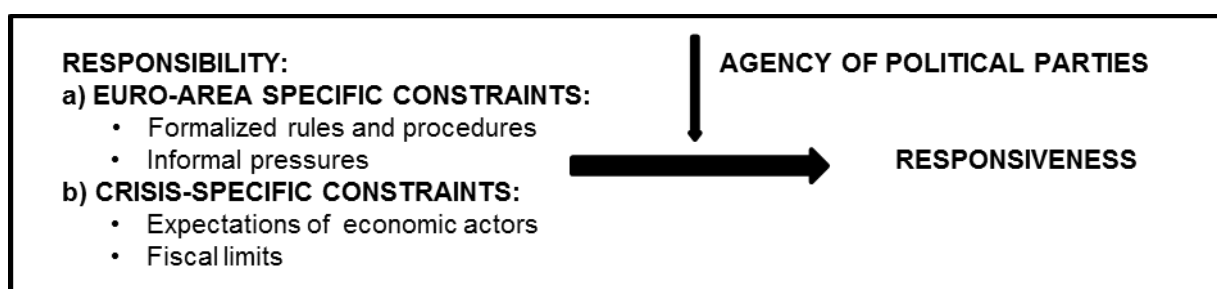 RESPONSIBILITY:
AGENCY OF POLITICAL PARTIES
a) EURO-AREA SPECIFIC CONSTRAINTS:
• Formalized rules and procedures
• Informal pressures
RESPONSIVENESS
b) CRISIS-SPECIFIC CONSTRAINTS:
• Expectations of economic actors
• Fiscal limits